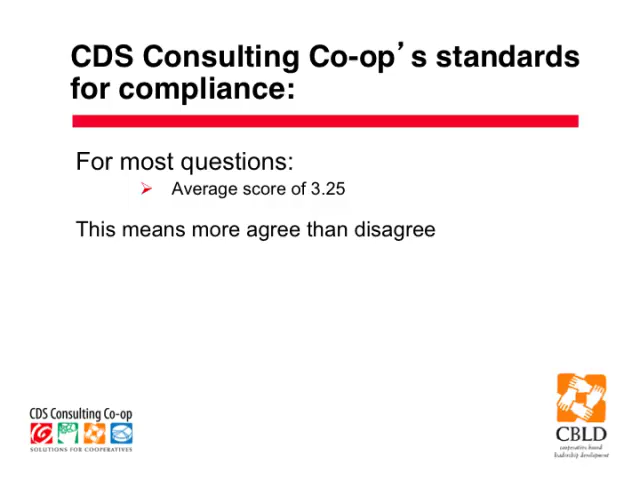 CDS Consulting Co-op’s standards
for compliance:
For most questions:
Average score of 3.25
This means more agree than disagree
CDS Consulting Co-op
SOLUTIONS FOR COOPERATIVES
CBLD
cooperative board
leadership development